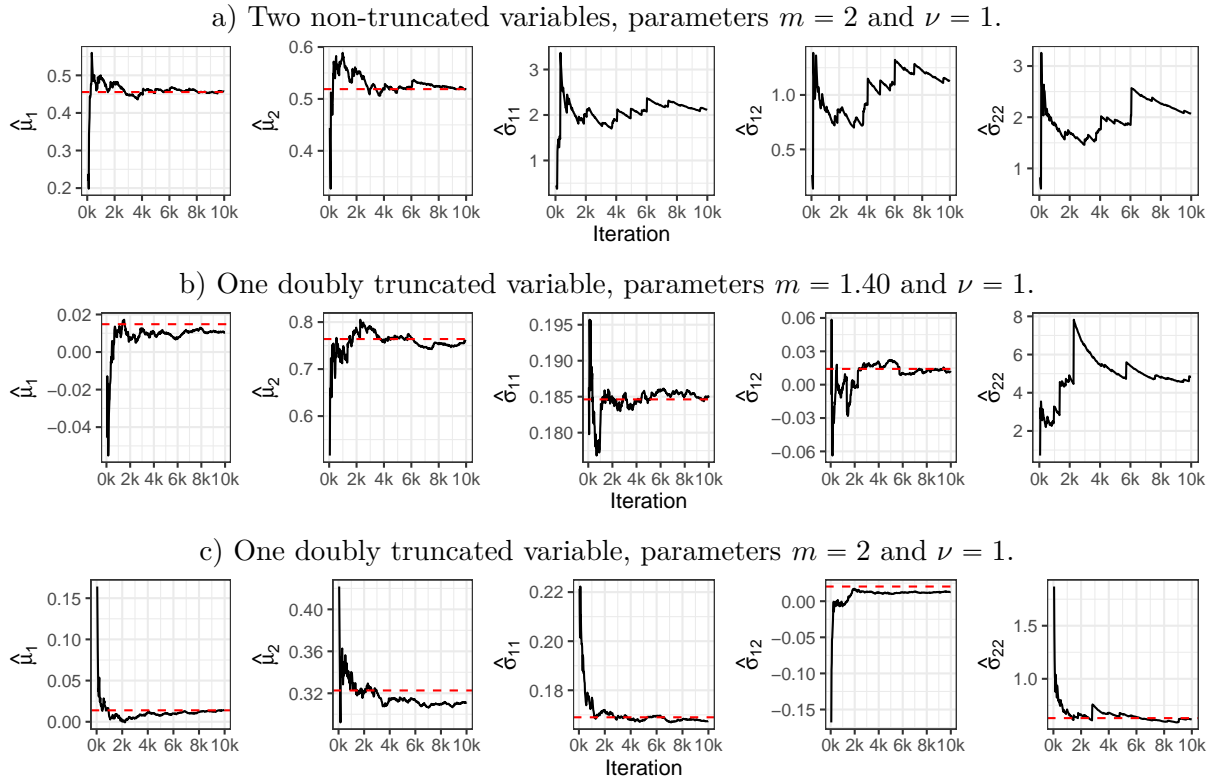 a) Two non-truncated variables, parameters m = 2 and ν = 1.
μ̂₁ 0.5 0.4 0.3 0.2 0k 2k 4k 6k 8k 10k
μ̂₂ 0.6 0.5 0.4 0k 2k 4k 6k 8k 10k
σ̂₁₁ 3 2 1 0k 2k 4k 6k 8k 10k
σ̂₁₂ 1.0 0.5 0k 2k 4k 6k 8k 10k
σ̂₂₂ 3 2 1 0k 2k 4k 6k 8k 10k
Iteration
b) One doubly truncated variable, parameters m = 1.40 and ν = 1.
μ̂₁ 0.02 0.00 −0.02 −0.04 0k 2k 4k 6k 8k 10k
μ̂₂ 0.8 0.7 0.6 0k 2k 4k 6k 8k 10k
σ̂₁₁ 0.195 0.190 0.185 0.180 0k 2k 4k 6k 8k 10k
σ̂₁₂ 0.06 0.03 0.00 −0.03 −0.06 0k 2k 4k 6k 8k 10k
σ̂₂₂ 8 6 4 2 0k 2k 4k 6k 8k 10k
Iteration
c) One doubly truncated variable, parameters m = 2 and ν = 1.
μ̂₁ 0.15 0.10 0.05 0.00 0k 2k 4k 6k 8k 10k
μ̂₂ 0.40 0.36 0.32 0k 2k 4k 6k 8k 10k
σ̂₁₁ 0.22 0.20 0.18 0k 2k 4k 6k 8k 10k
σ̂₁₂ 0.00 −0.05 −0.10 −0.15 0k 2k 4k 6k 8k 10k
σ̂₂₂ 1.5 1.0 0k 2k 4k 6k 8k 10k
Iteration